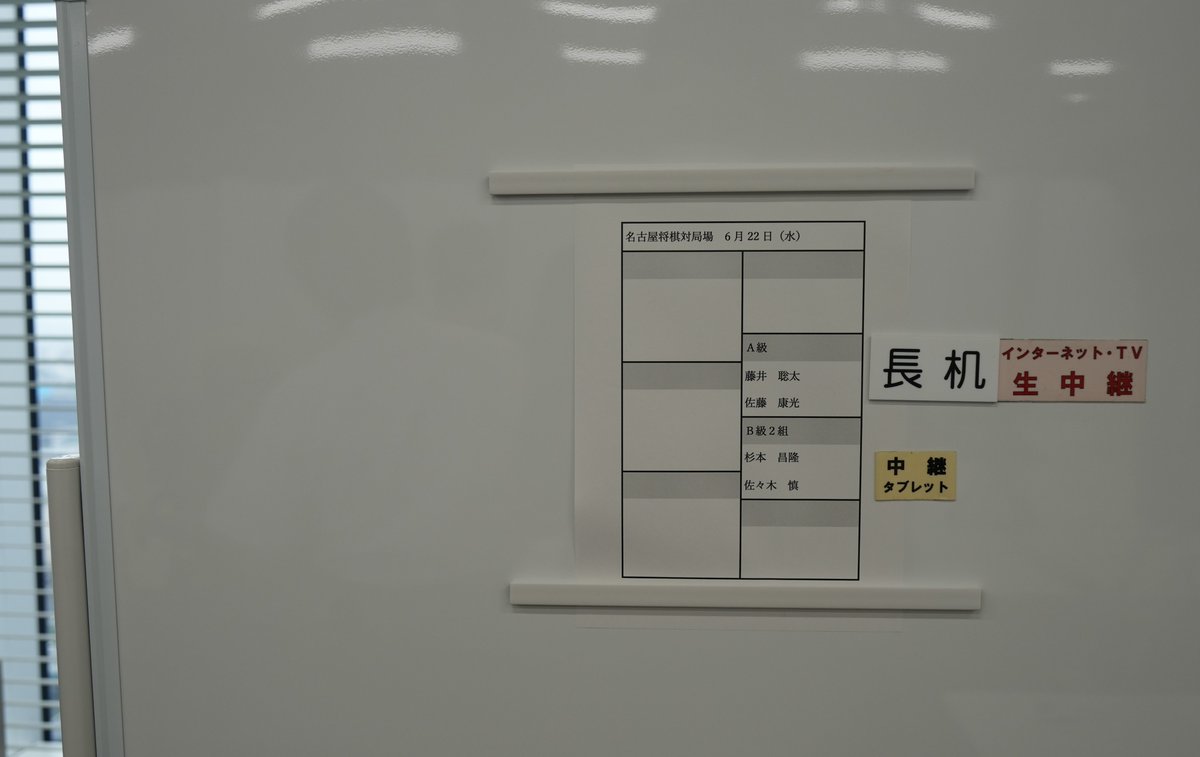 名古屋将棋対局場　6月22日（水）
A級
藤井　聡太
佐藤　康光
B級2組
杉本　昌隆
佐々木　慎
長机
インターネット・TV
生中継
中継
タブレット